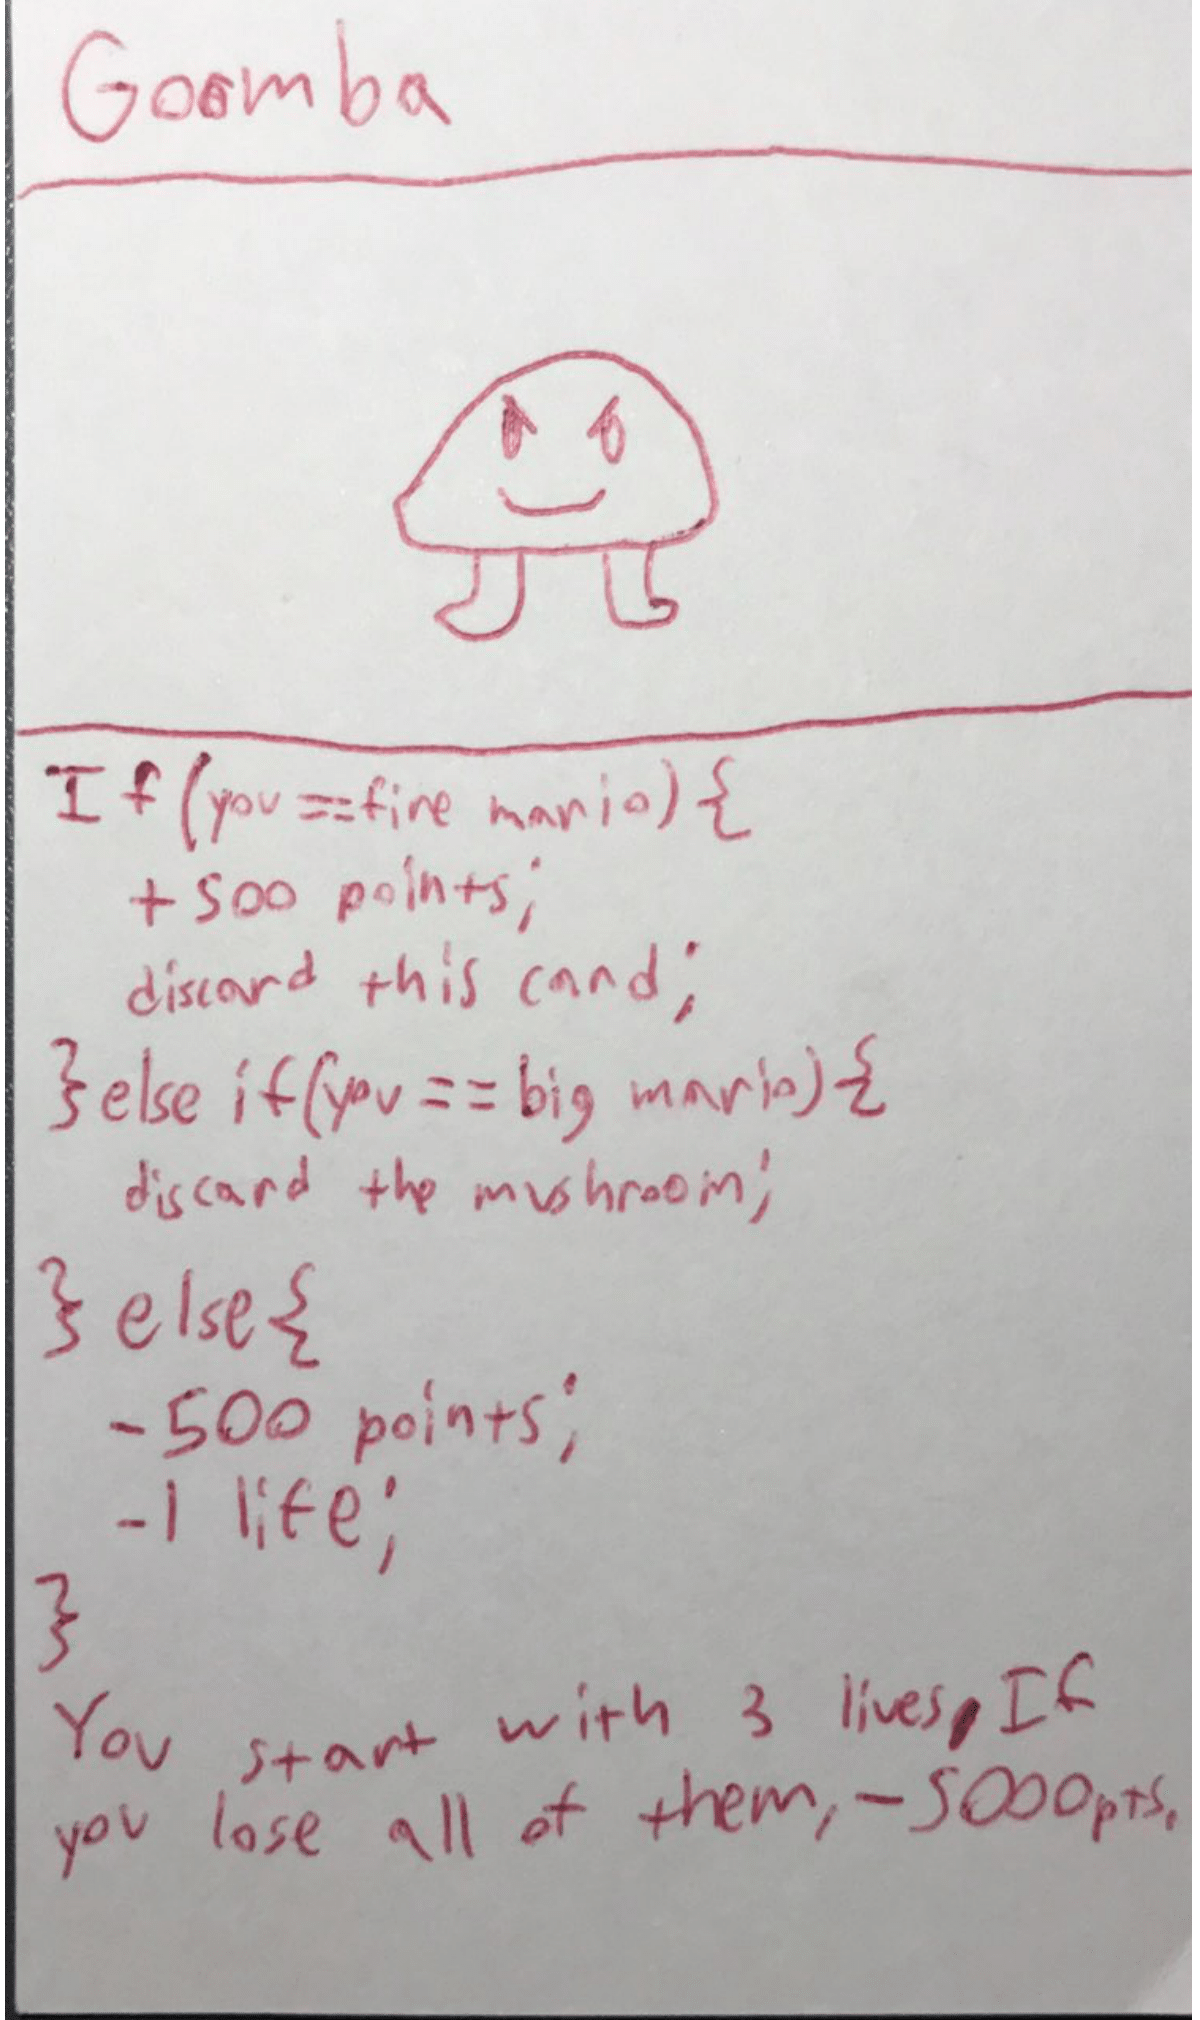 Goomba
If (you == fire mario) {
+500 points;
discard this card;
} else if (you == big mario) {
discard the mushroom;
} else {
-500 points;
-1 life;
}
You start with 3 lives, If
you lose all of them, -5000pts.